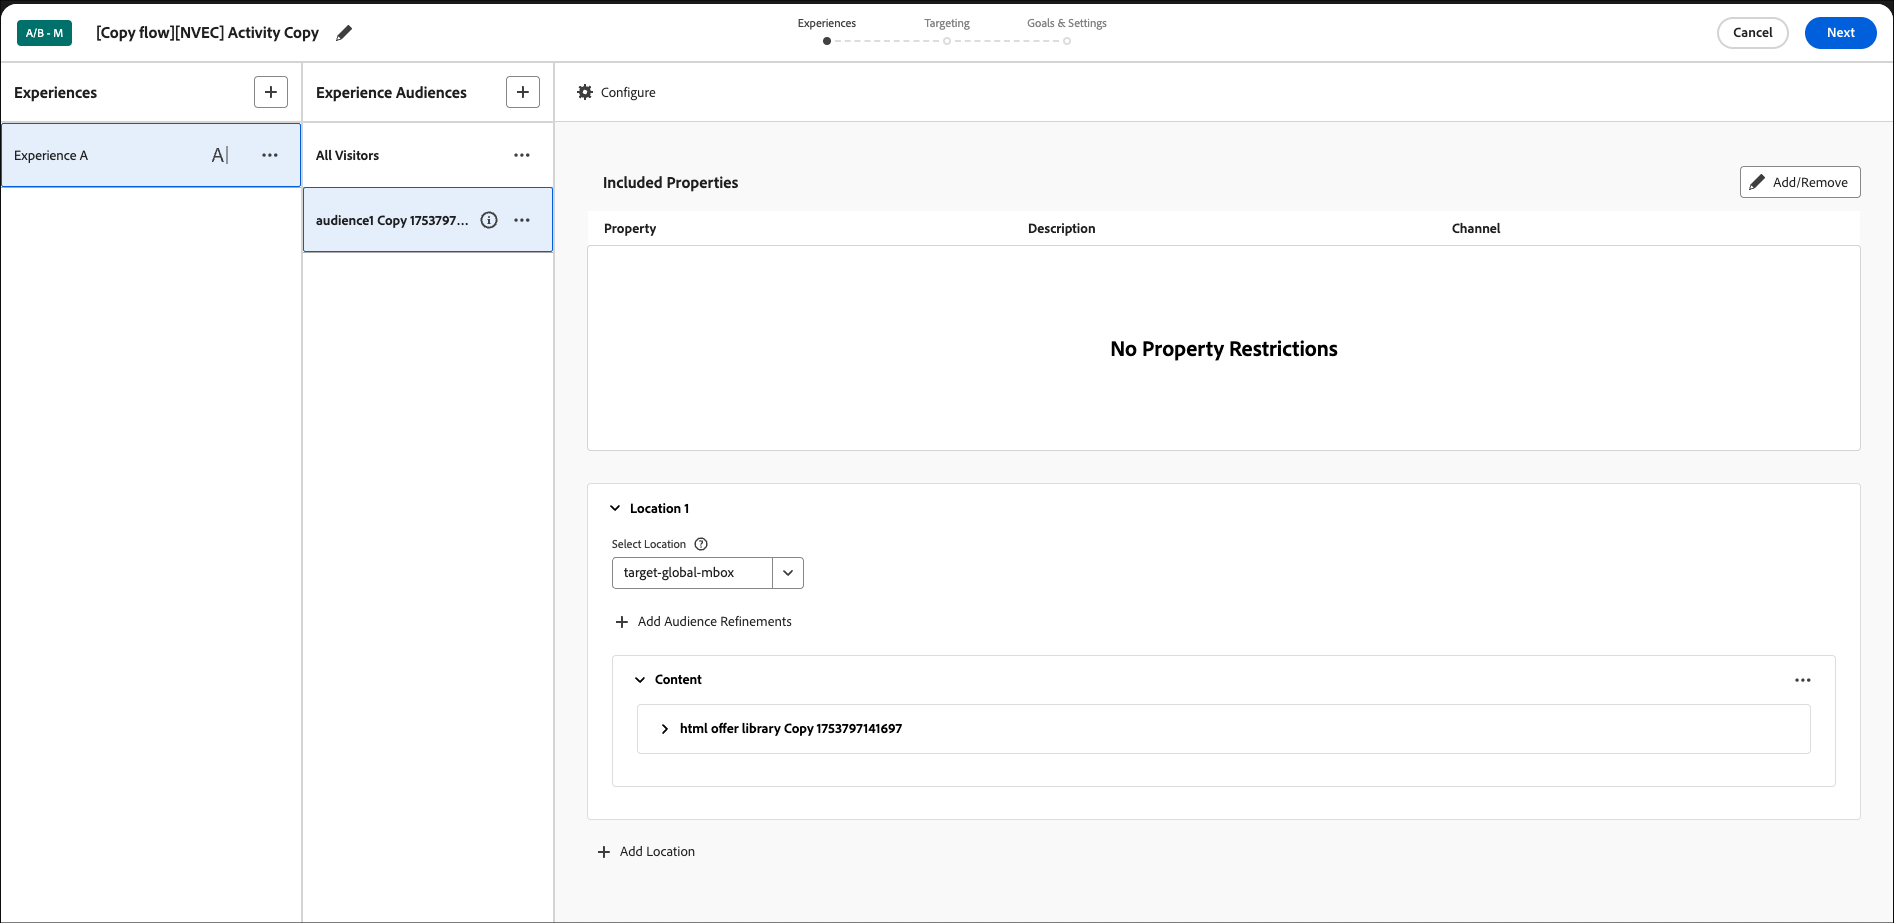 A/B - M
[Copy flow][NVEC] Activity Copy
Experiences
Targeting
Goals & Settings
Cancel
Next
Experiences
Experience Audiences
Configure
Experience A
A
All Visitors
audience1 Copy 1753797...
Included Properties
Add/Remove
Property
Description
Channel
No Property Restrictions
Location 1
Select Location
target-global-mbox
Add Audience Refinements
Content
html offer library Copy 1753797141697
Add Location